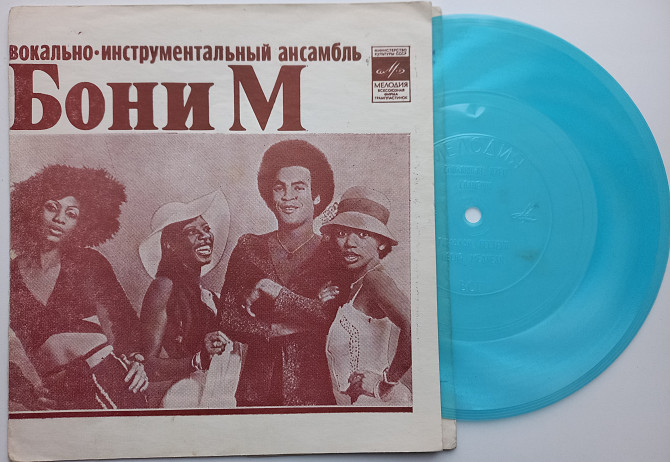 вокально-инструментальный ансамбль
Бони М
МИНИСТЕРСТВО
КУЛЬТУРЫ СССР
МЕЛОДИЯ
ВСЕСОЮЗНАЯ
ФИРМА
ГРАМПЛАСТИНОК